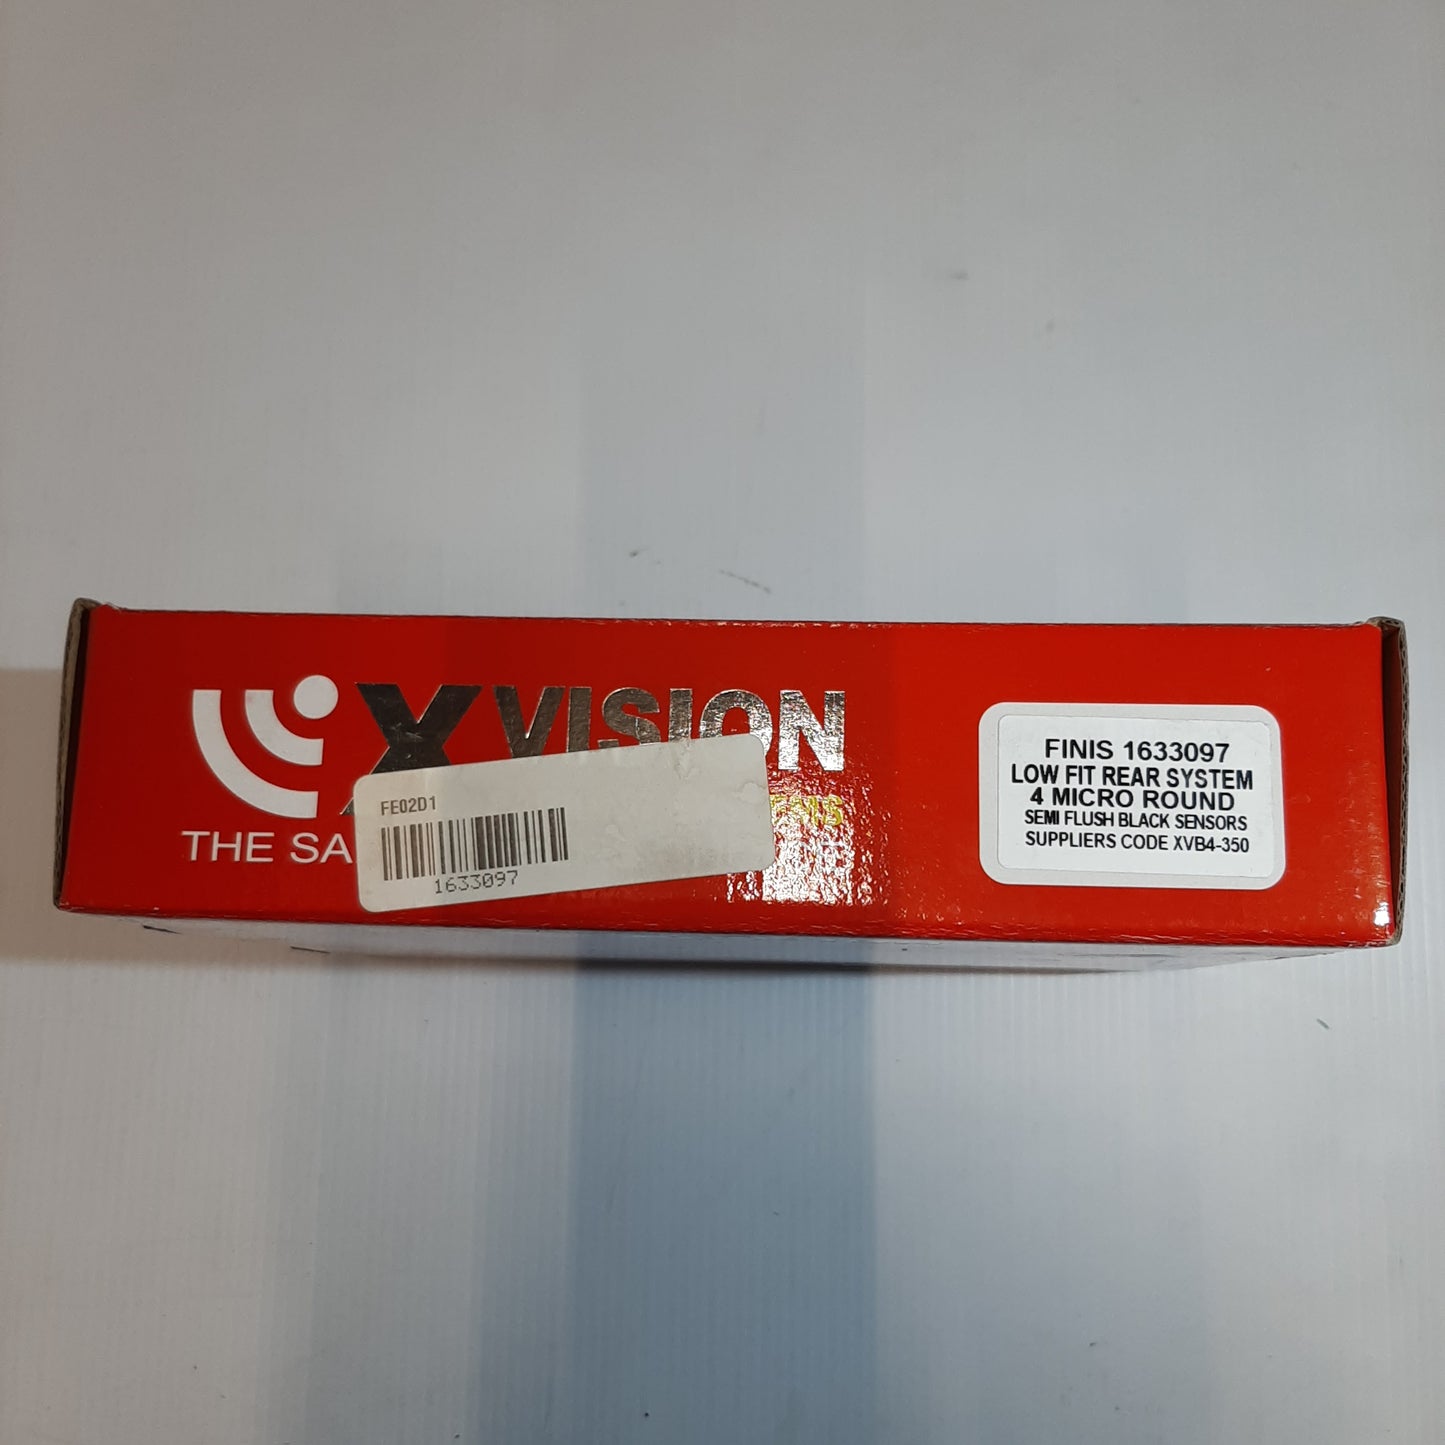 X VISION
THE SA
FE02D1
1633097
FINIS 1633097
LOW FIT REAR SYSTEM
4 MICRO ROUND
SEMI FLUSH BLACK SENSORS
SUPPLIERS CODE XVB4-350